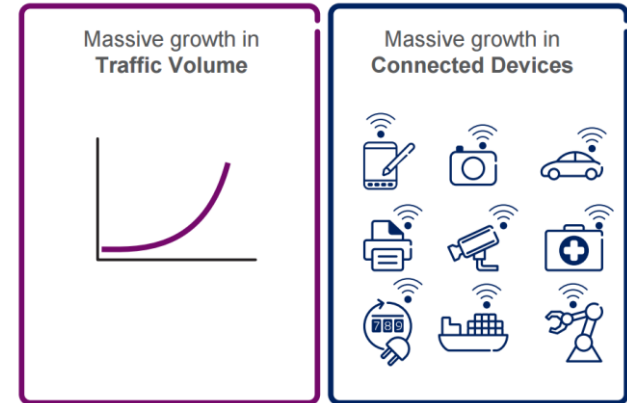 Massive growth in
Traffic Volume
Massive growth in
Connected Devices
789